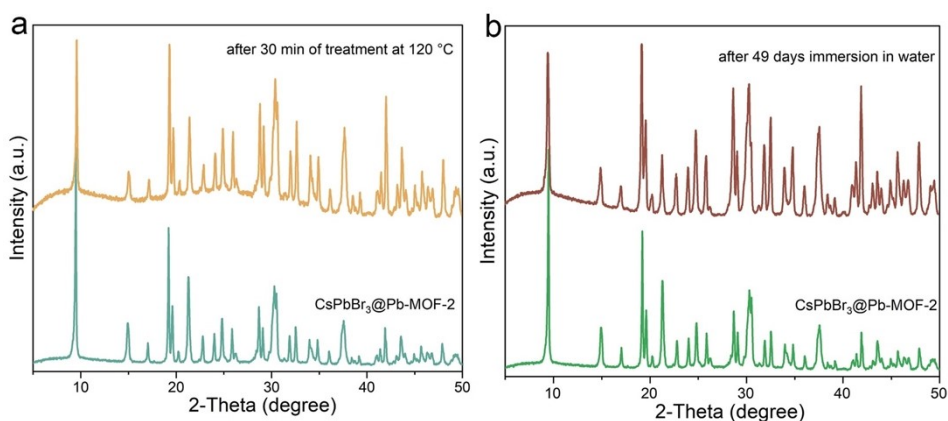 a
after 30 min of treatment at 120 °C
CsPbBr₃@Pb-MOF-2
Intensity (a.u.)
10 20 30 40 50
2-Theta (degree)
b
after 49 days immersion in water
CsPbBr₃@Pb-MOF-2
Intensity (a.u.)
10 20 30 40 50
2-Theta (degree)